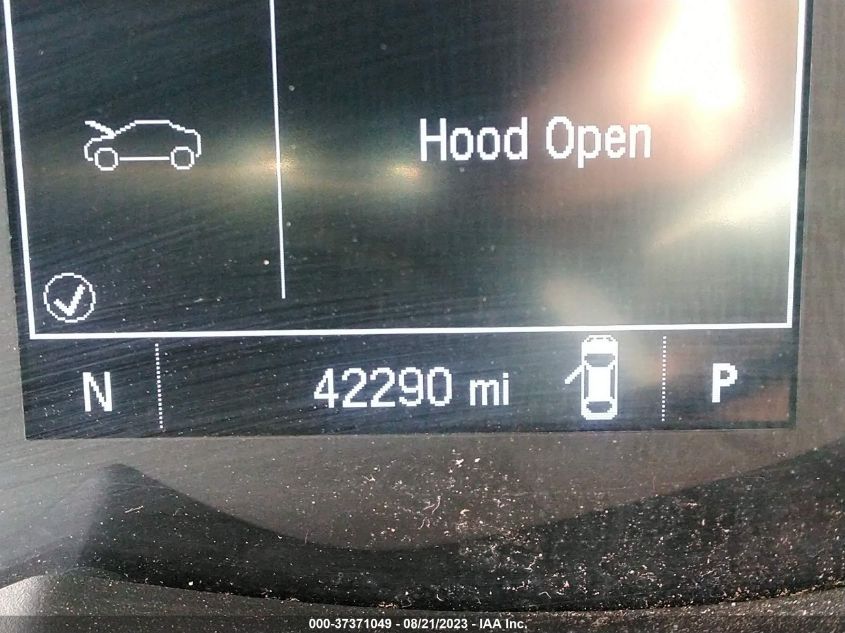 Hood Open
N 42290 mi P
000-37371049 - 08/21/2023 - IAA Inc.